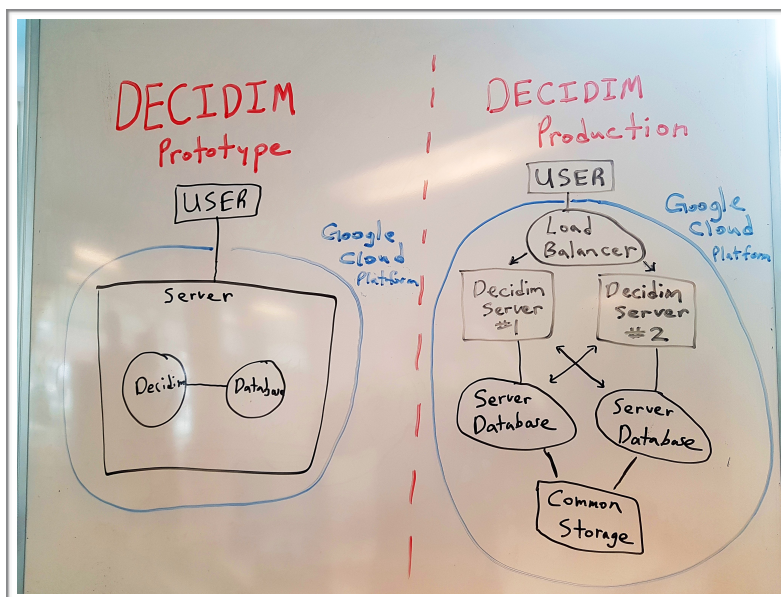 DECIDIM
Prototype
USER
Google
Cloud
Platform
Server
Decidim
Database
DECIDIM
Production
USER
Google
Cloud
Platform
Load
Balancer
Decidim
Server
#1
Decidim
Server
#2
Server
Database
Server
Database
Common
Storage